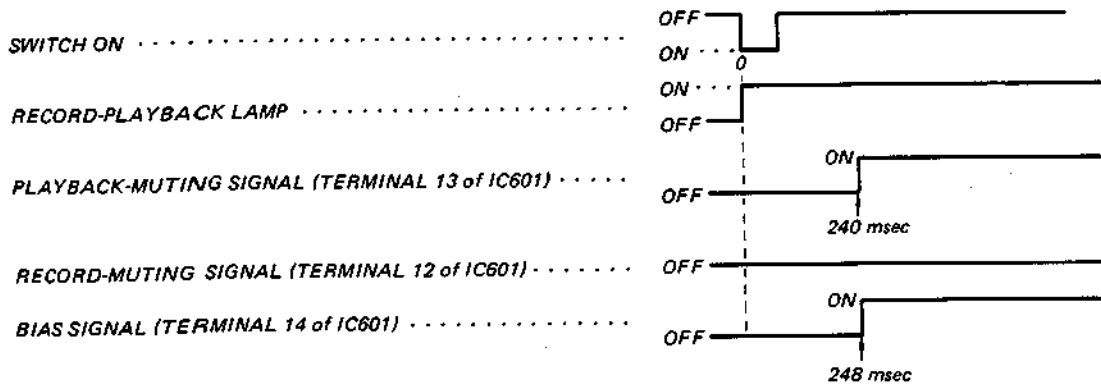 OFF
SWITCH ON
ON
0
ON
RECORD-PLAYBACK LAMP
OFF
ON
PLAYBACK-MUTING SIGNAL (TERMINAL 13 of IC601)
OFF
240 msec
RECORD-MUTING SIGNAL (TERMINAL 12 of IC601)
OFF
ON
BIAS SIGNAL (TERMINAL 14 of IC601)
OFF
248 msec